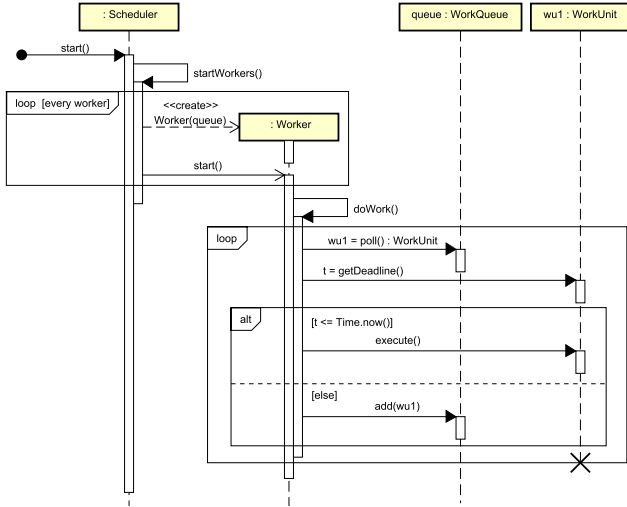 : Scheduler
queue : WorkQueue
wu1 : WorkUnit
start()
startWorkers()
loop [every worker]
<<create>>
Worker(queue)
: Worker
start()
doWork()
loop
wu1 = poll() : WorkUnit
t = getDeadline()
alt
[t <= Time.now()]
execute()
[else]
add(wu1)